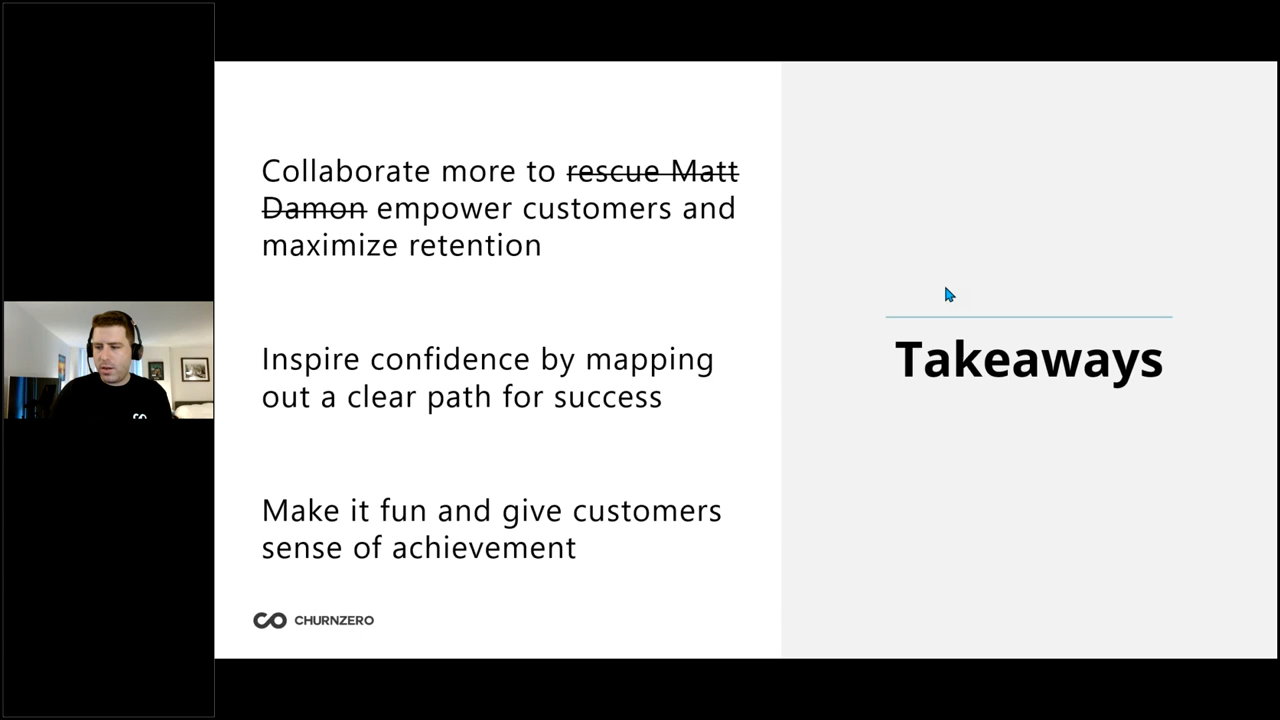 Collaborate more to rescue Matt
Damon empower customers and
maximize retention
Inspire confidence by mapping
out a clear path for success
Make it fun and give customers
sense of achievement
CHURNZERO
Takeaways